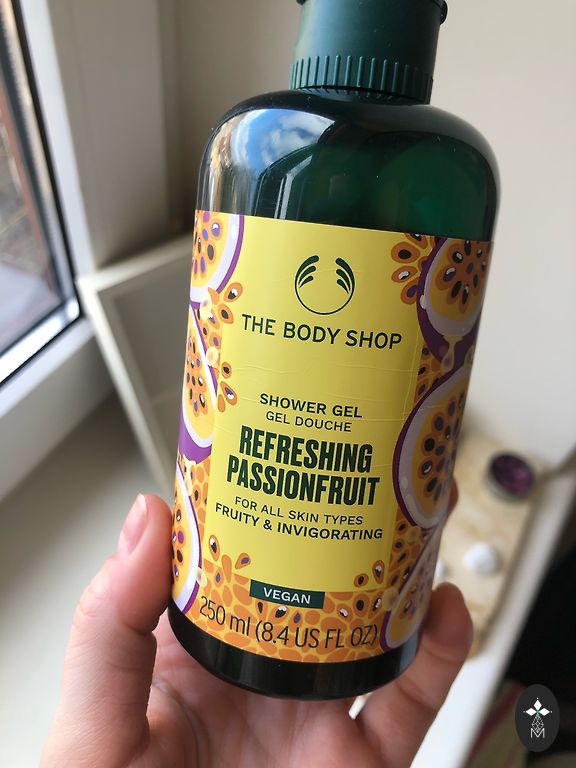 THE BODY SHOP
SHOWER GEL
GEL DOUCHE
REFRESHING
PASSIONFRUIT
FOR ALL SKIN TYPES
FRUITY & INVIGORATING
VEGAN
250 ml (8.4 US FL OZ)